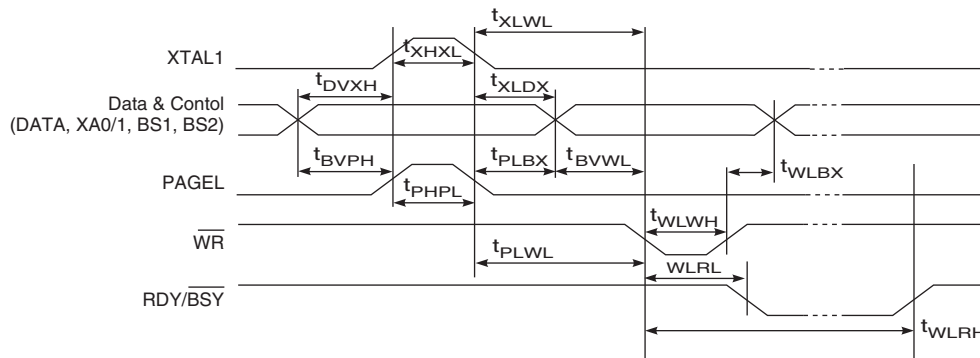 tXLWL
XTAL1
tXHXL
tDVXH
tXLDX
Data & Contol
(DATA, XA0/1, BS1, BS2)
tBVPH
tPLBX
tBVWL
tWLBX
PAGEL
tPHPL
tWLWH
WR
tPLWL
WLRL
RDY/BSY
tWLRH